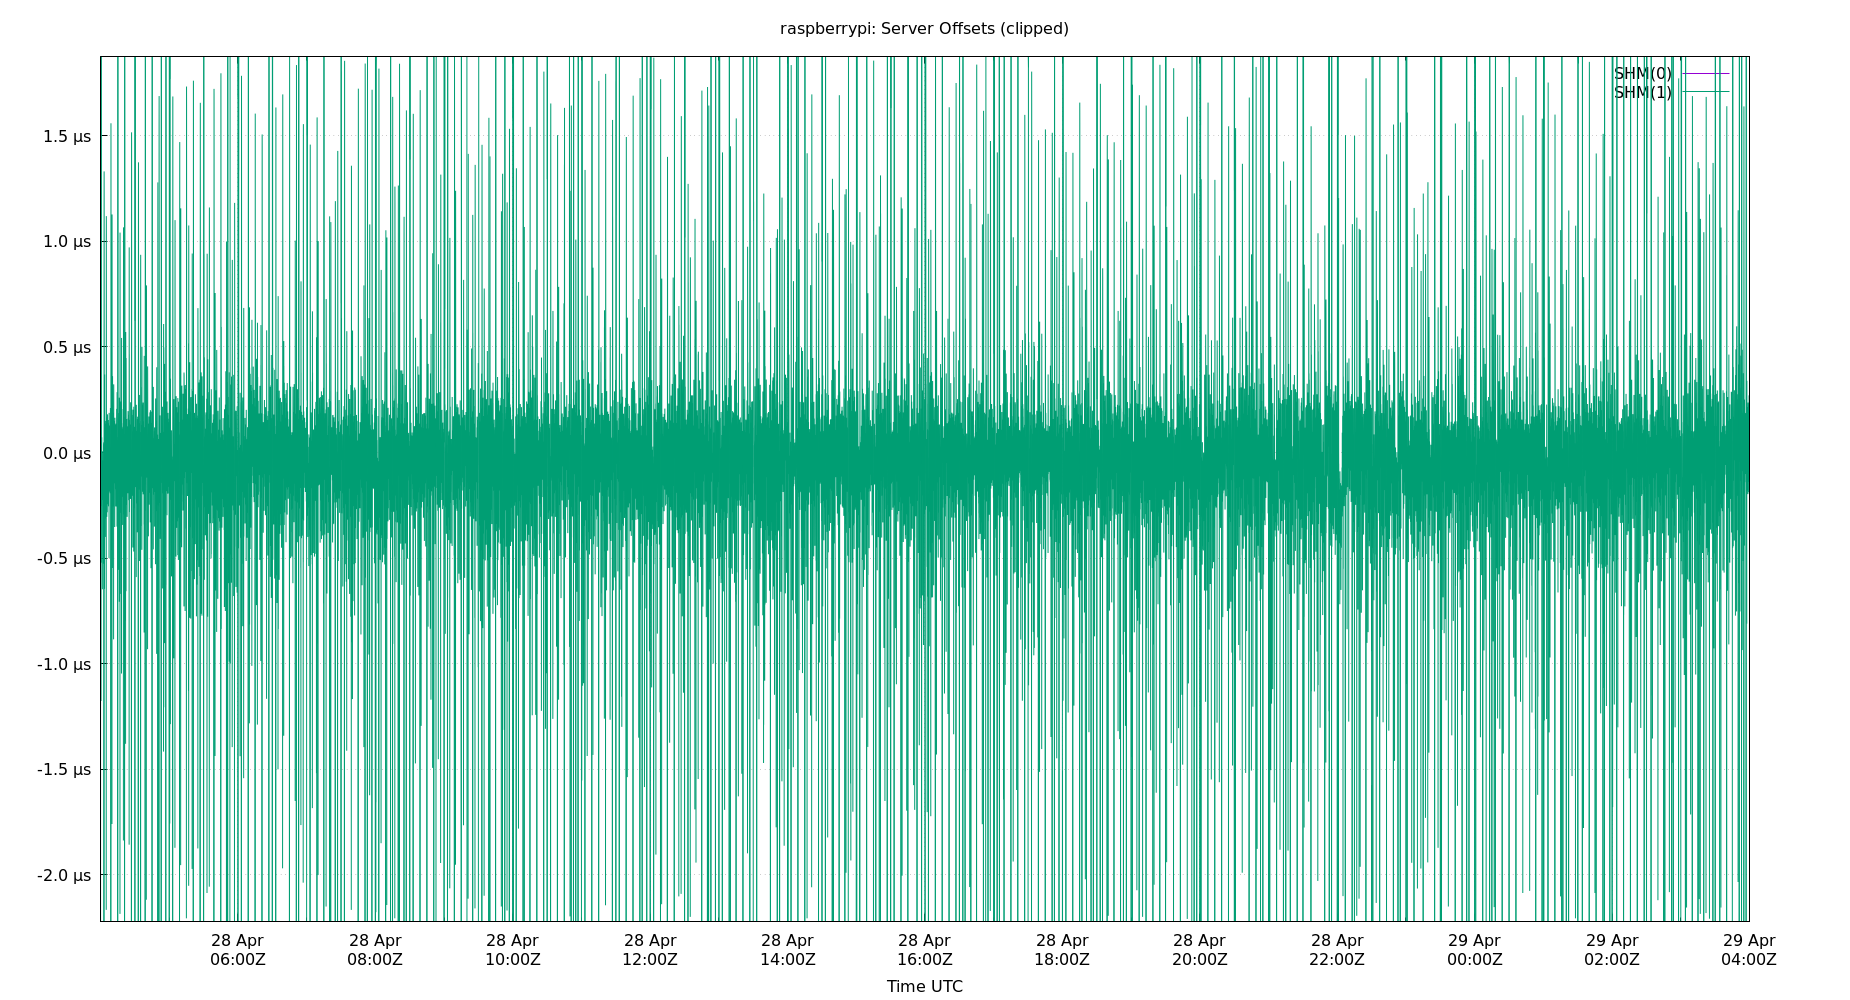 raspberrypi: Server Offsets (clipped)
SHM(0)
SHM(1)
1.5 µs
1.0 µs
0.5 µs
0.0 µs
-0.5 µs
-1.0 µs
-1.5 µs
-2.0 µs
28 Apr 28 Apr 28 Apr 28 Apr 28 Apr 28 Apr 28 Apr 28 Apr 28 Apr 29 Apr 29 Apr 29 Apr
06:00Z 08:00Z 10:00Z 12:00Z 14:00Z 16:00Z 18:00Z 20:00Z 22:00Z 00:00Z 02:00Z 04:00Z
Time UTC